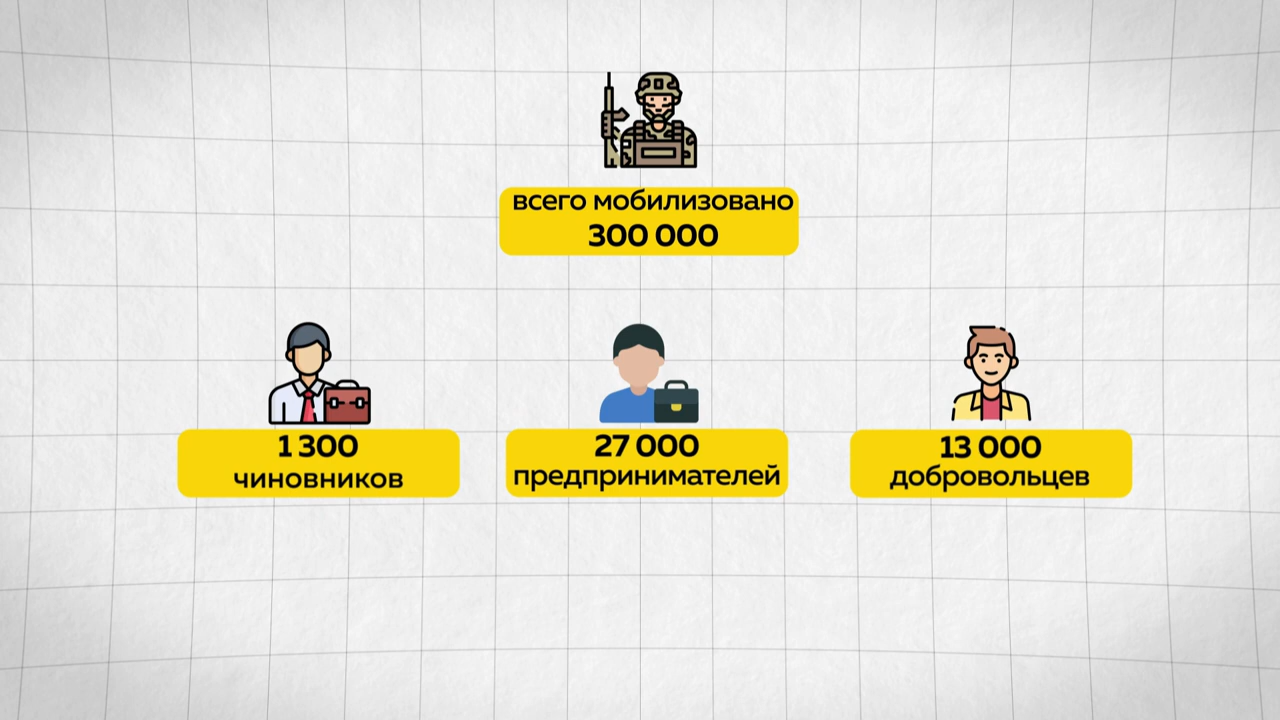 всего мобилизовано
300 000
1 300
чиновников
27 000
предпринимателей
13 000
добровольцев